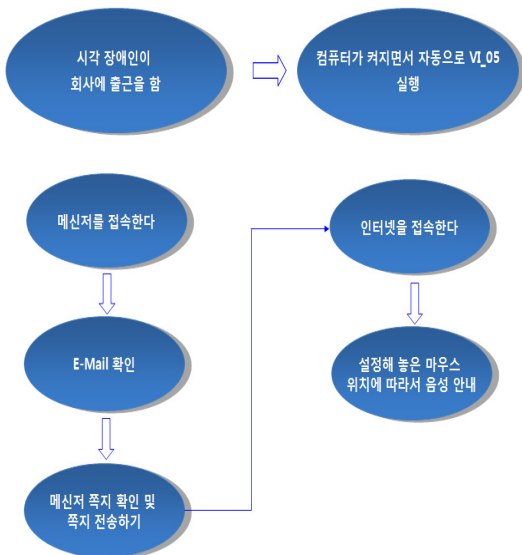 시각 장애인이
회사에 출근을 함
컴퓨터가 켜지면서 자동으로 VI_05
실행
메신저를 접속한다
E-Mail 확인
메신저 쪽지 확인 및
쪽지 전송하기
인터넷을 접속한다
설정해 놓은 마우스
위치에 따라서 음성 안내